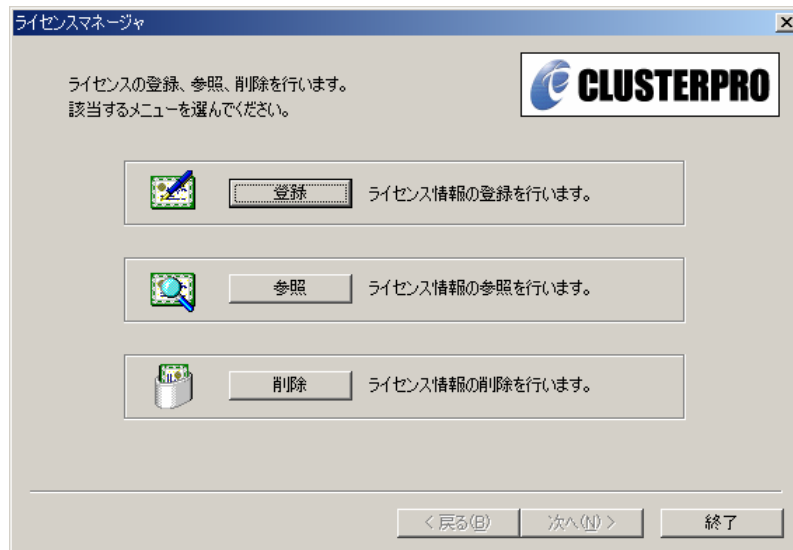 ライセンスマネージャ
ライセンスの登録、参照、削除を行います。
該当するメニューを選んでください。
CLUSTERPRO
登録 ライセンス情報の登録を行います。
参照 ライセンス情報の参照を行います。
削除 ライセンス情報の削除を行います。
< 戻る(B) 次へ(N) > 終了